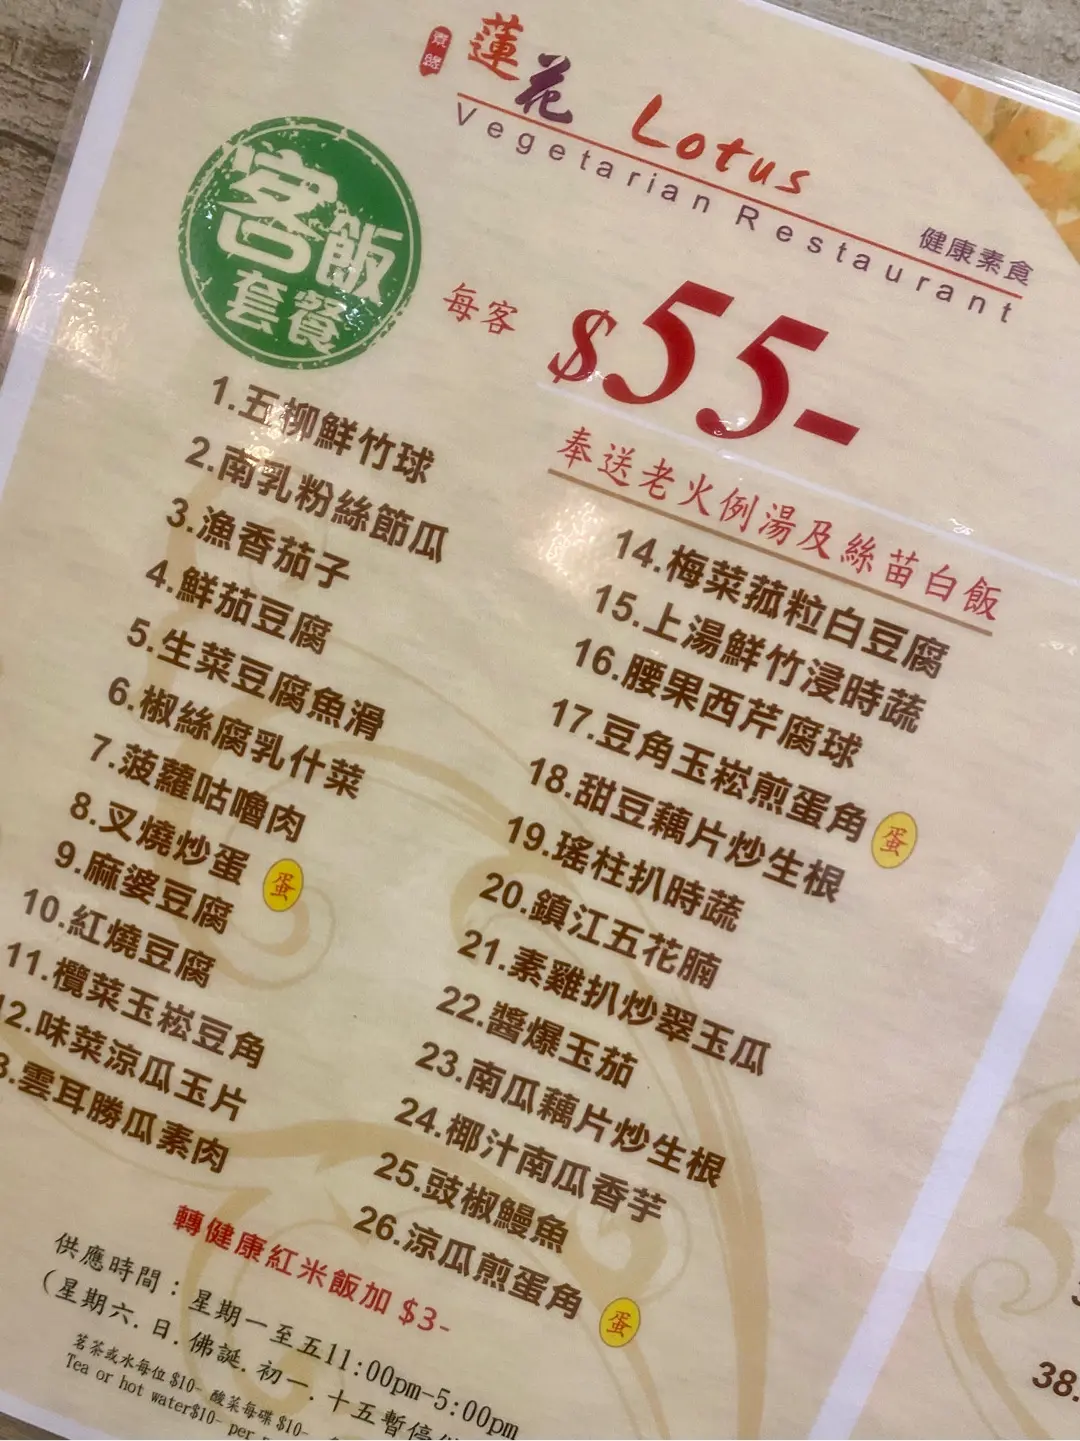 素緣
蓮花 Lotus
Vegetarian Restaurant
健康素食
客飯
套餐
每客 $55-
奉送老火例湯及絲苗白飯
1.五柳鮮竹球
2.南乳粉絲節瓜
3.漁香茄子
4.鮮茄豆腐
5.生菜豆腐魚滑
6.椒絲腐乳什菜
7.菠蘿咕嚕肉
8.叉燒炒蛋 蛋
9.麻婆豆腐
10.紅燒豆腐
11.欖菜玉崧豆角
12.味菜涼瓜玉片
3.雲耳勝瓜素肉
14.梅菜菰粒白豆腐
15.上湯鮮竹浸時蔬
16.腰果西芹腐球
17.豆角玉崧煎蛋角 蛋
18.甜豆藕片炒生根
19.瑤柱扒時蔬
20.鎮江五花腩
21.素雞扒炒翠玉瓜
22.醬爆玉茄
23.南瓜藕片炒生根
24.椰汁南瓜香芋
25.豉椒鰻魚
26.涼瓜煎蛋角 蛋
轉健康紅米飯加 $3-
供應時間：星期一至五11:00pm-5:00pm
(星期六.日.佛誕.初一.十五暫停
茗茶或水每位$10- 酸菜每碟$10-
Tea or hot water$10- per
38.